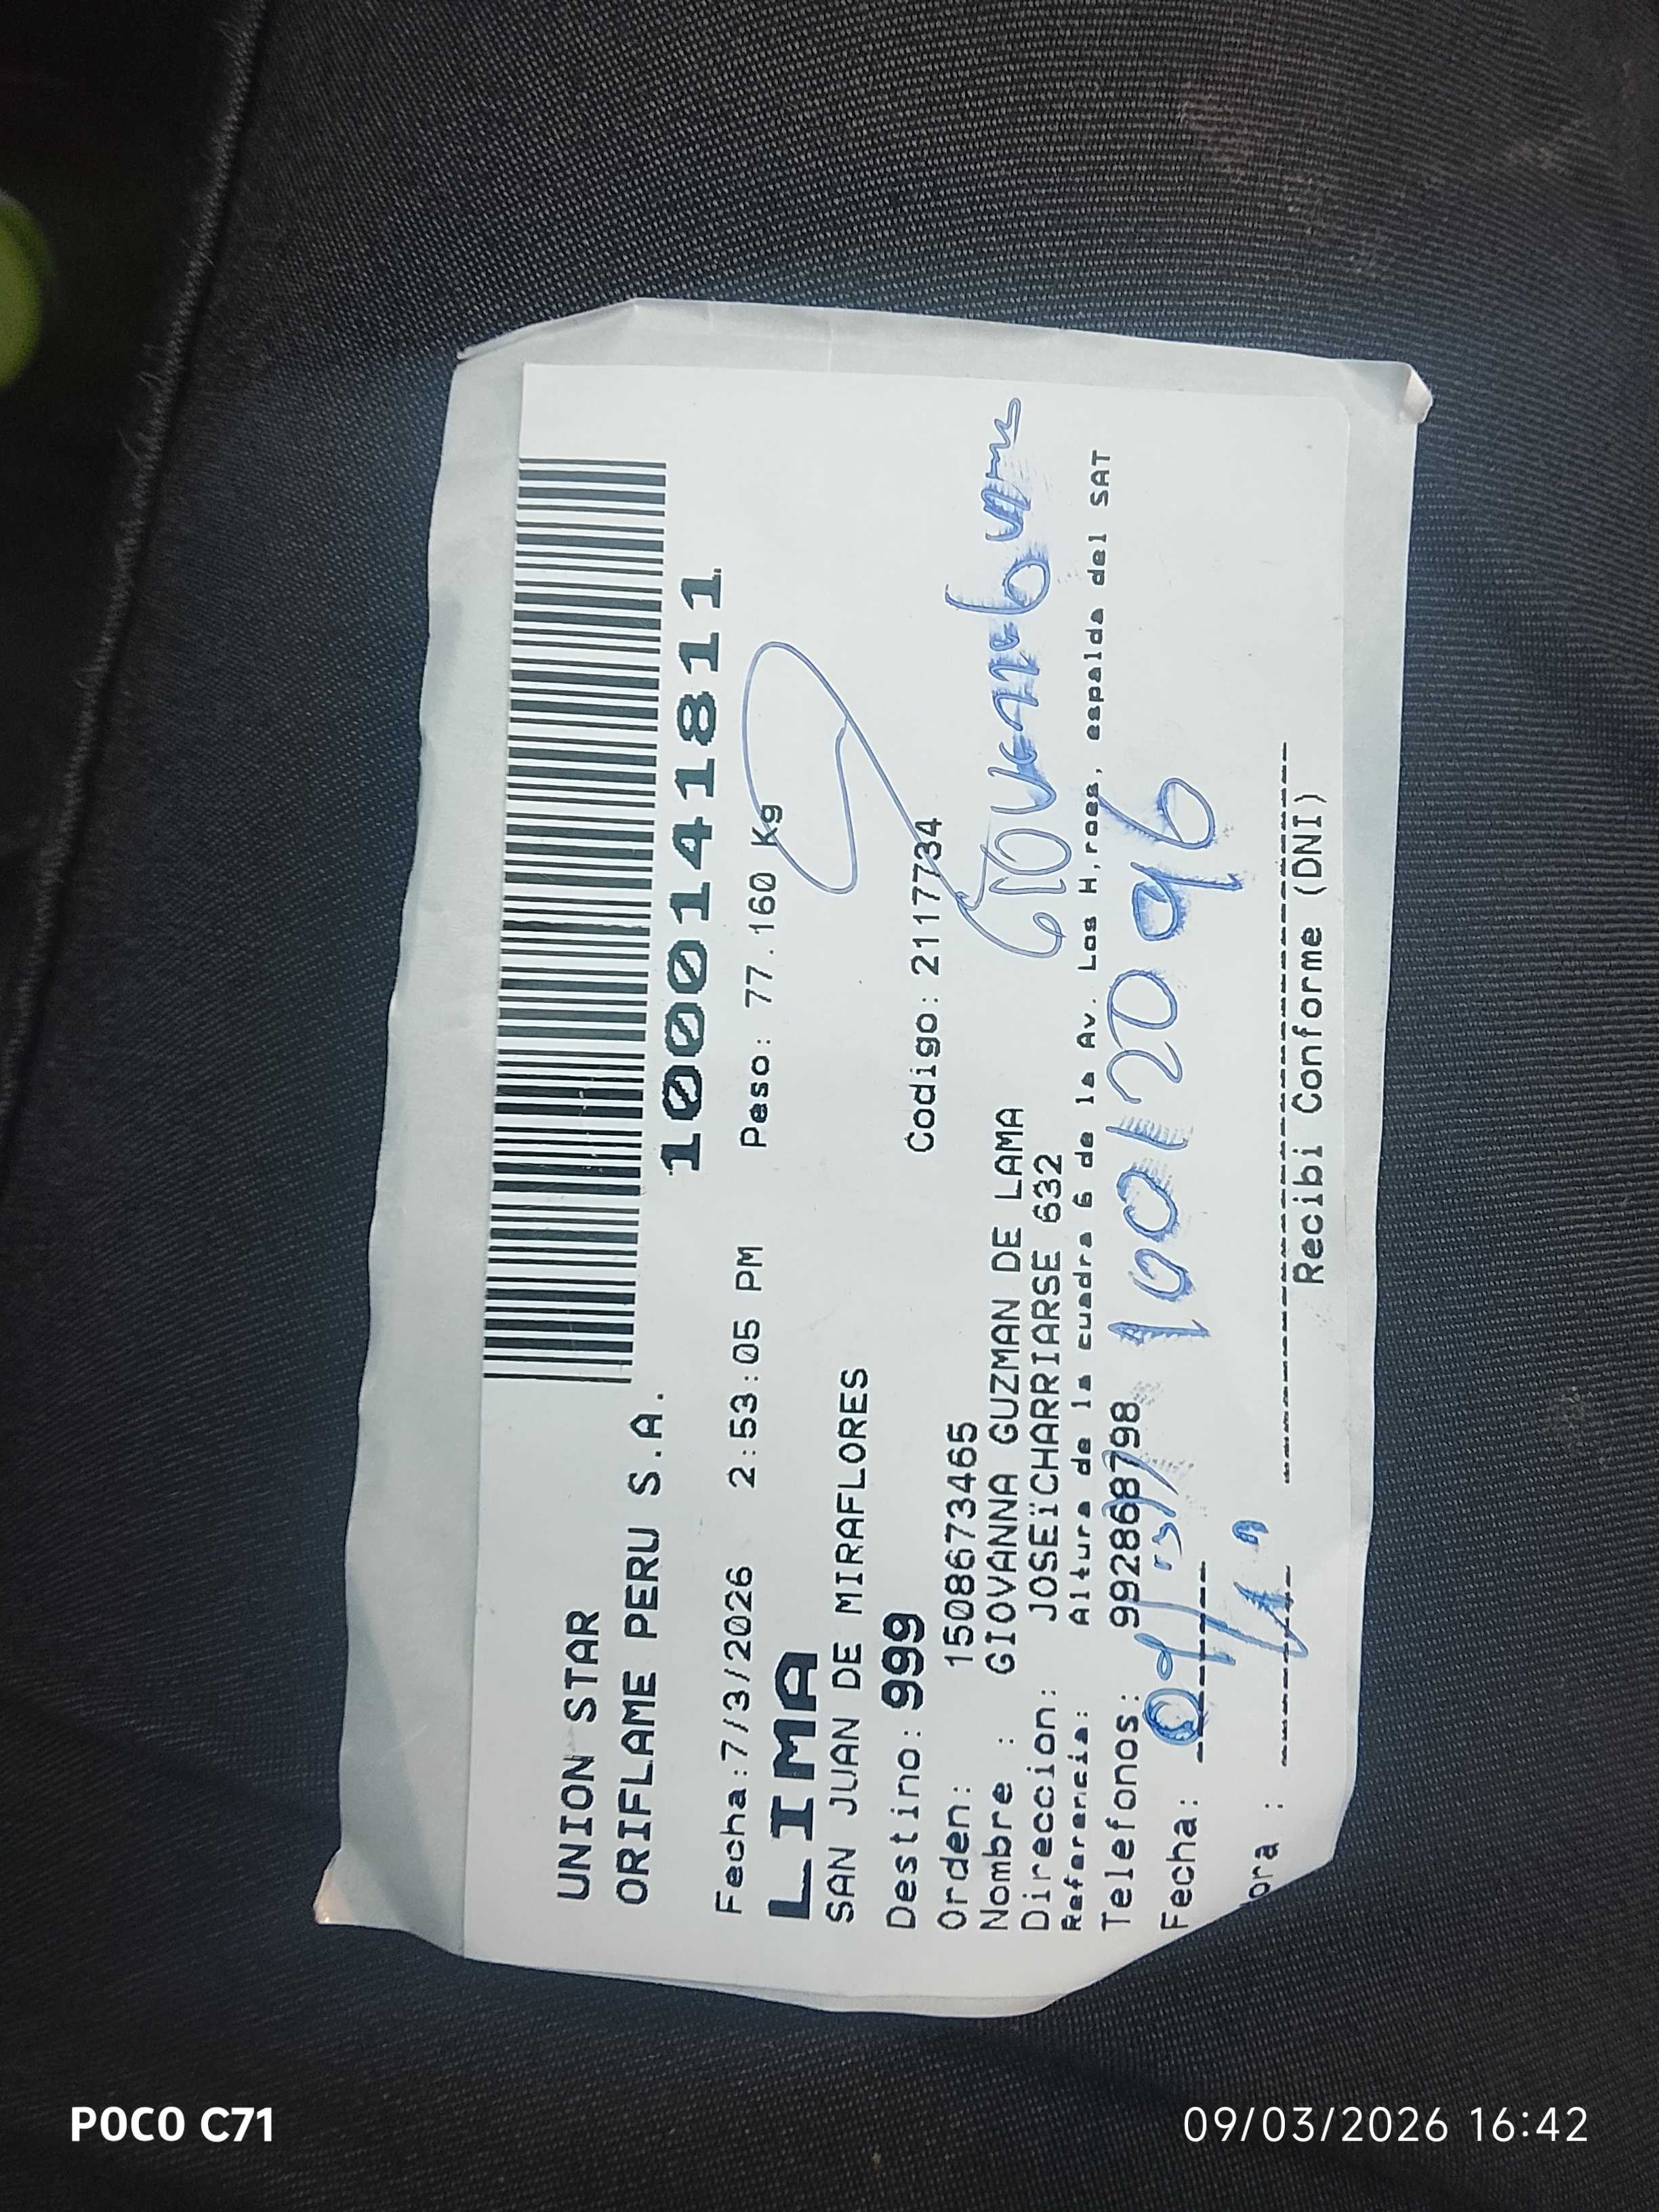 UNION STAR
ORIFLAME PERU S.A.
10001418111
Fecha:7/3/2026 2:53:05 PM Peso: 77.160 Kg
LIMA
SAN JUAN DE MIRAFLORES
Destino: 999 Codigo: 2117734
Orden: 15086734​65
Nombre : GIOVANNA GUZMAN DE LAMA
Direccion: JOSEÏCHARRIARSE 632
Referencia: Altura de la cuadra 6 de la Av. Los H,roes, espalda del SAT
Telefonos: 992868798
10012096
Fecha:
ora :
Recibi Conforme (DNI)
POCO C71
09/03/2026 16:42